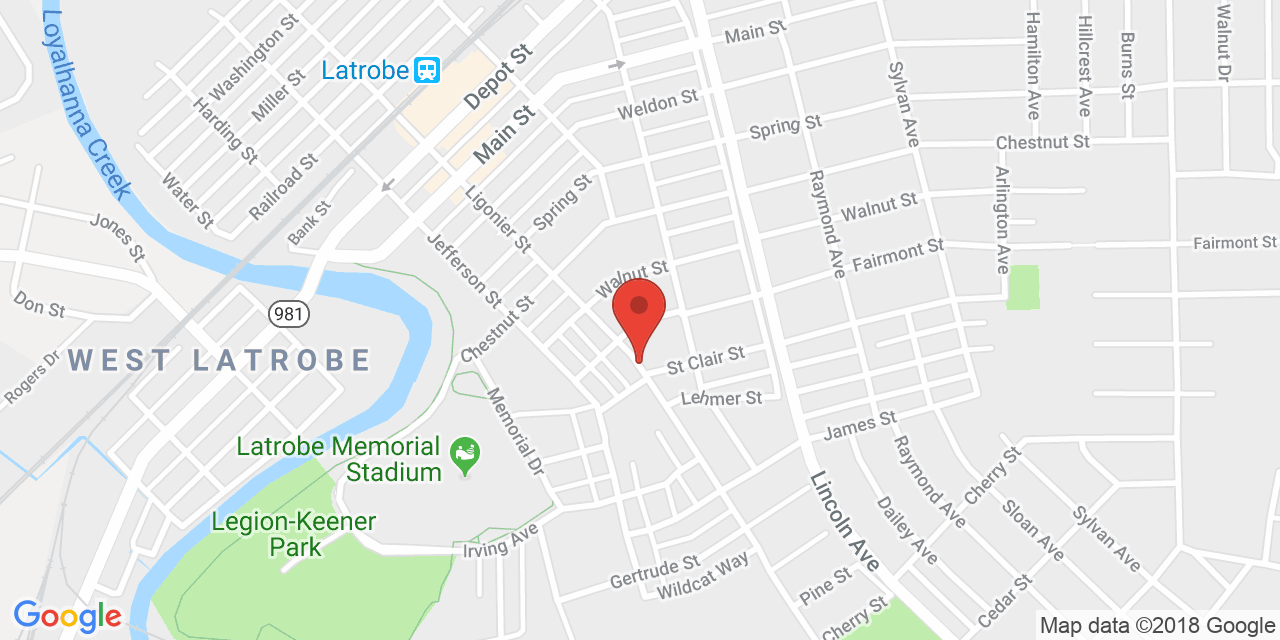 Loyalhanna Creek
Washington St
Miller St
Harding St
Railroad St
Water St
Bank St
Latrobe
Depot St
Main St
Main St
Weldon St
Spring St
Spring St
Sylvan Ave
Hamilton Ave
Hillcrest Ave
Burns St
Walnut Dr
Chestnut St
Arlington Ave
Raymond Ave
Walnut St
Fairmont St
Fairmont St
Ligonier St
Jefferson St
Walnut St
Chestnut St
Jones St
Don St
Rogers Dr
981
WEST LATROBE
St Clair St
Lehmer St
James St
Memorial Dr
Latrobe Memorial
Stadium
Legion-Keener
Park
Irving Ave
Gertrude St
Wildcat Way
Lincoln Ave
Pine St
Cherry St
Dailey Ave
Raymond Ave
Cherry St
Sloan Ave
Sylvan Ave
Cedar St
Google
Map data ©2018 Google